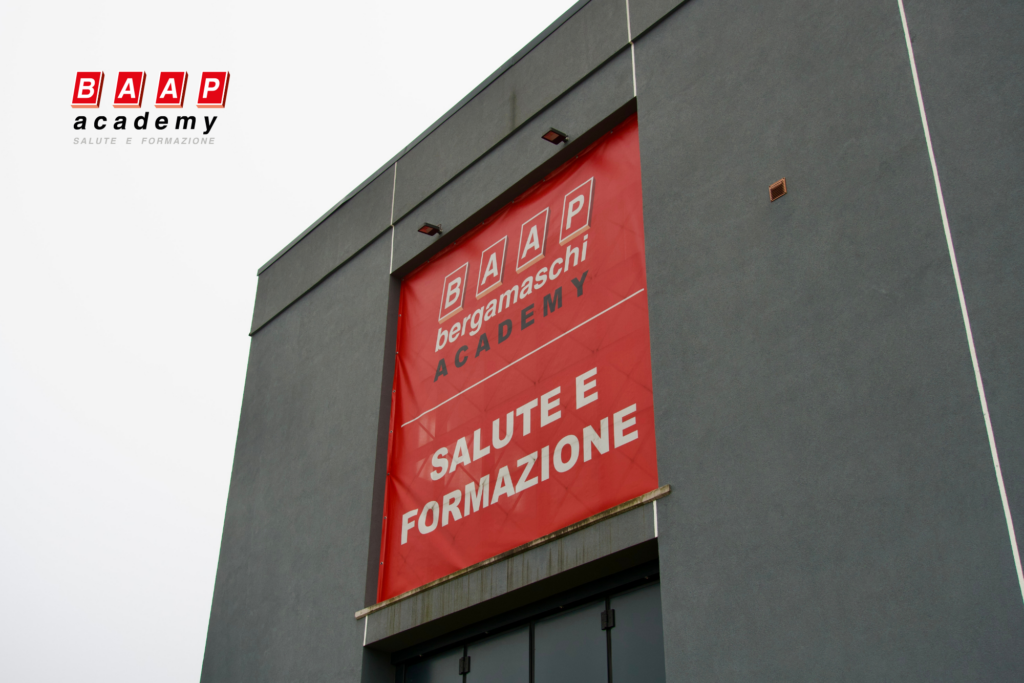 BAAP
academy
SALUTE E FORMAZIONE
BAAP
bergamaschi
ACADEMY
SALUTE E
FORMAZIONE